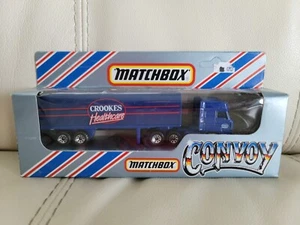 MATCHBOX
CROOKES
Healthcare
MATCHBOX
CONVOY